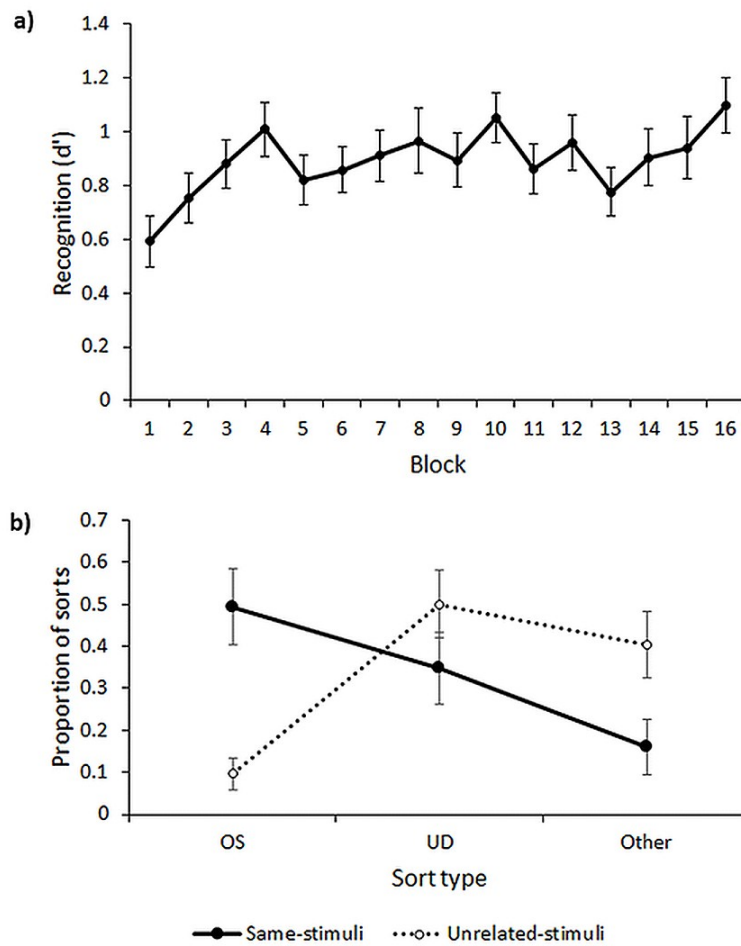 a)
Recognition (d')
1.4
1.2
1
0.8
0.6
0.4
0.2
0
1 2 3 4 5 6 7 8 9 10 11 12 13 14 15 16
Block
b)
Proportion of sorts
0.7
0.6
0.5
0.4
0.3
0.2
0.1
0
OS UD Other
Sort type
Same-stimuli Unrelated-stimuli